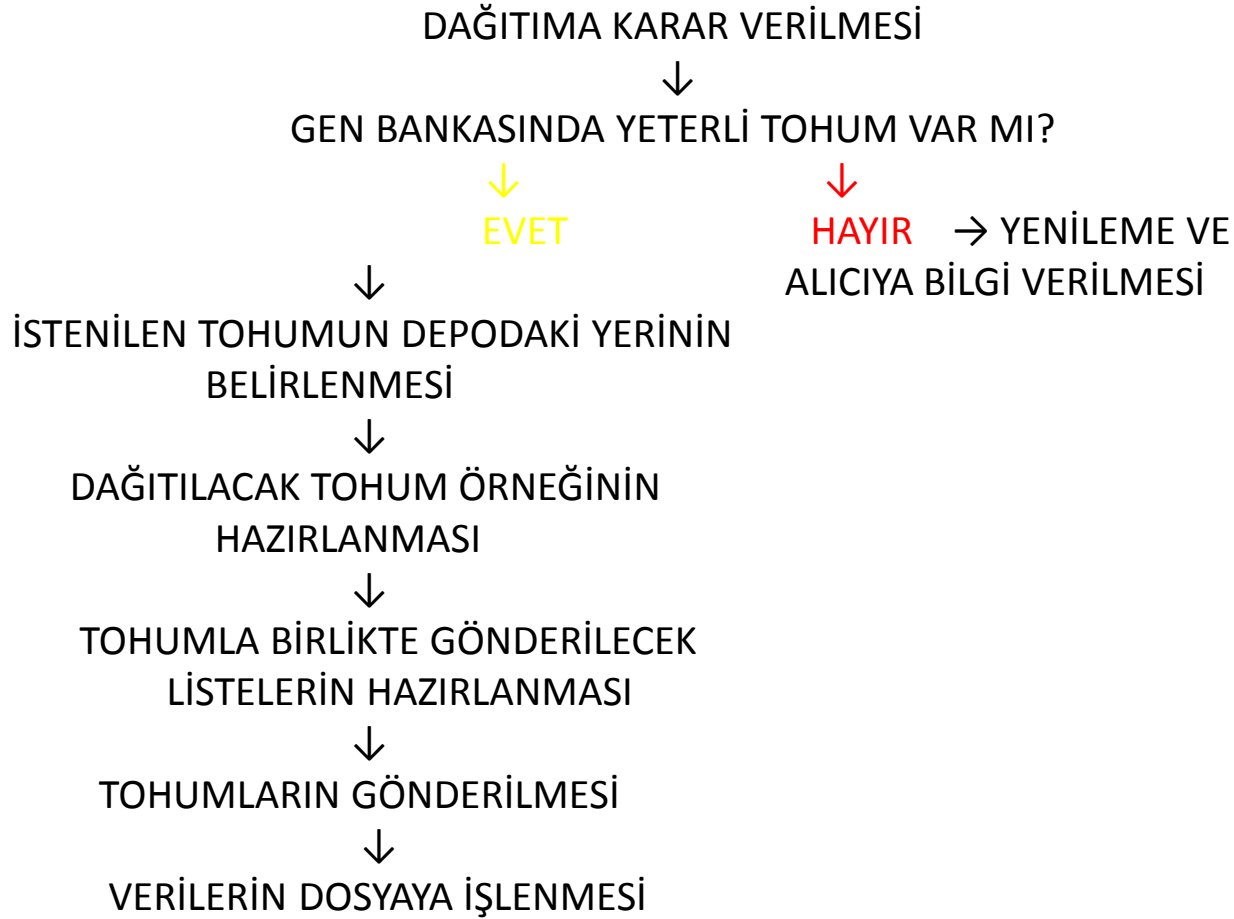 DAĞITIMA KARAR VERİLMESİ
↓
GEN BANKASINDA YETERLİ TOHUM VAR MI?
↓ ↓
EVET HAYIR → YENİLEME VE
↓ ALICIYA BİLGİ VERİLMESİ
İSTENİLEN TOHUMUN DEPODAKİ YERİNİN
BELİRLENMESİ
↓
DAĞITILACAK TOHUM ÖRNEĞİNİN
HAZIRLANMASI
↓
TOHUMLA BİRLİKTE GÖNDERİLECEK
LİSTELERİN HAZIRLANMASI
↓
TOHUMLARIN GÖNDERİLMESİ
↓
VERİLERİN DOSYAYA İŞLENMESİ